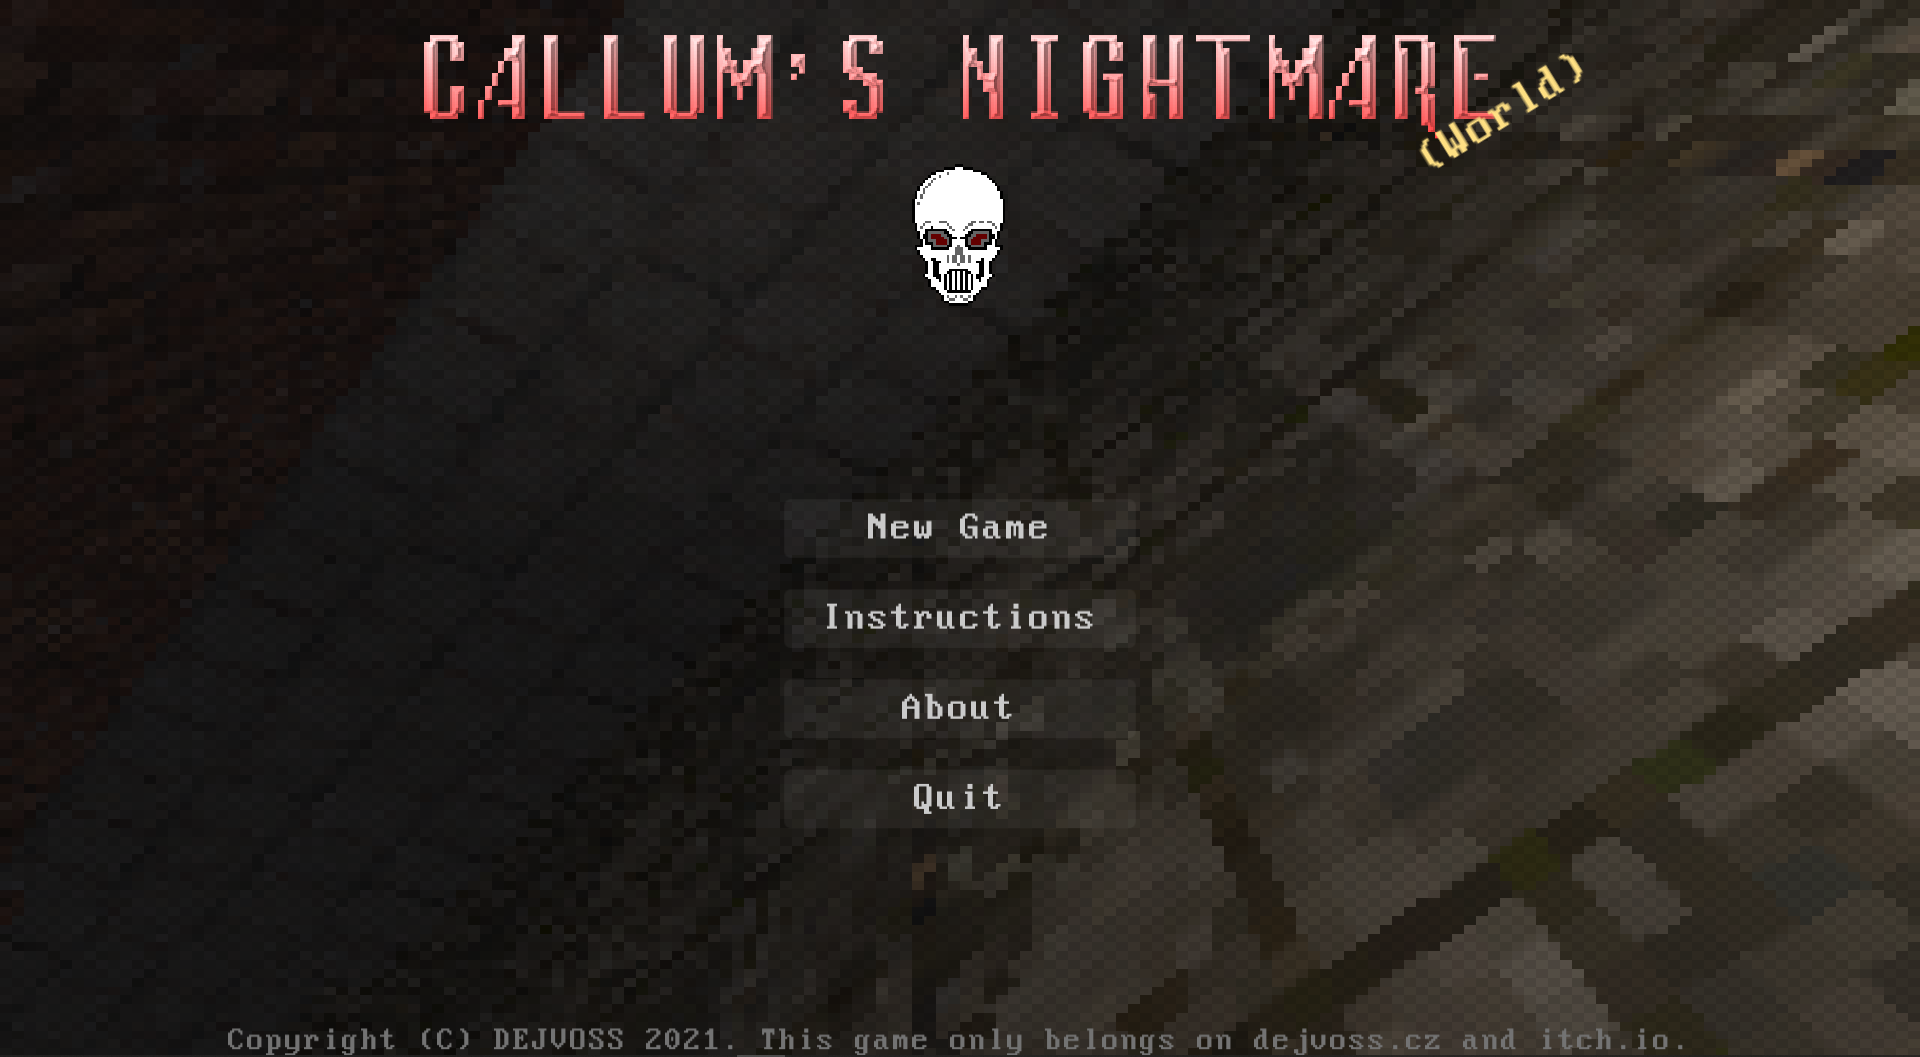 CALLUM'S NIGHTMARE
(World)
New Game
Instructions
About
Quit
Copyright (C) DEJVOSS 2021. This game only belongs on dejvoss.cz and itch.io.